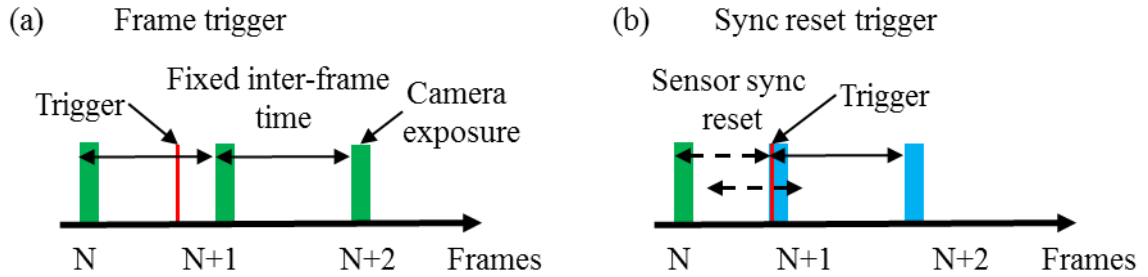 (a) Frame trigger
Fixed inter-frame
time
Trigger
Camera
exposure
N N+1 N+2 Frames
(b) Sync reset trigger
Sensor sync
reset
Trigger
N N+1 N+2 Frames